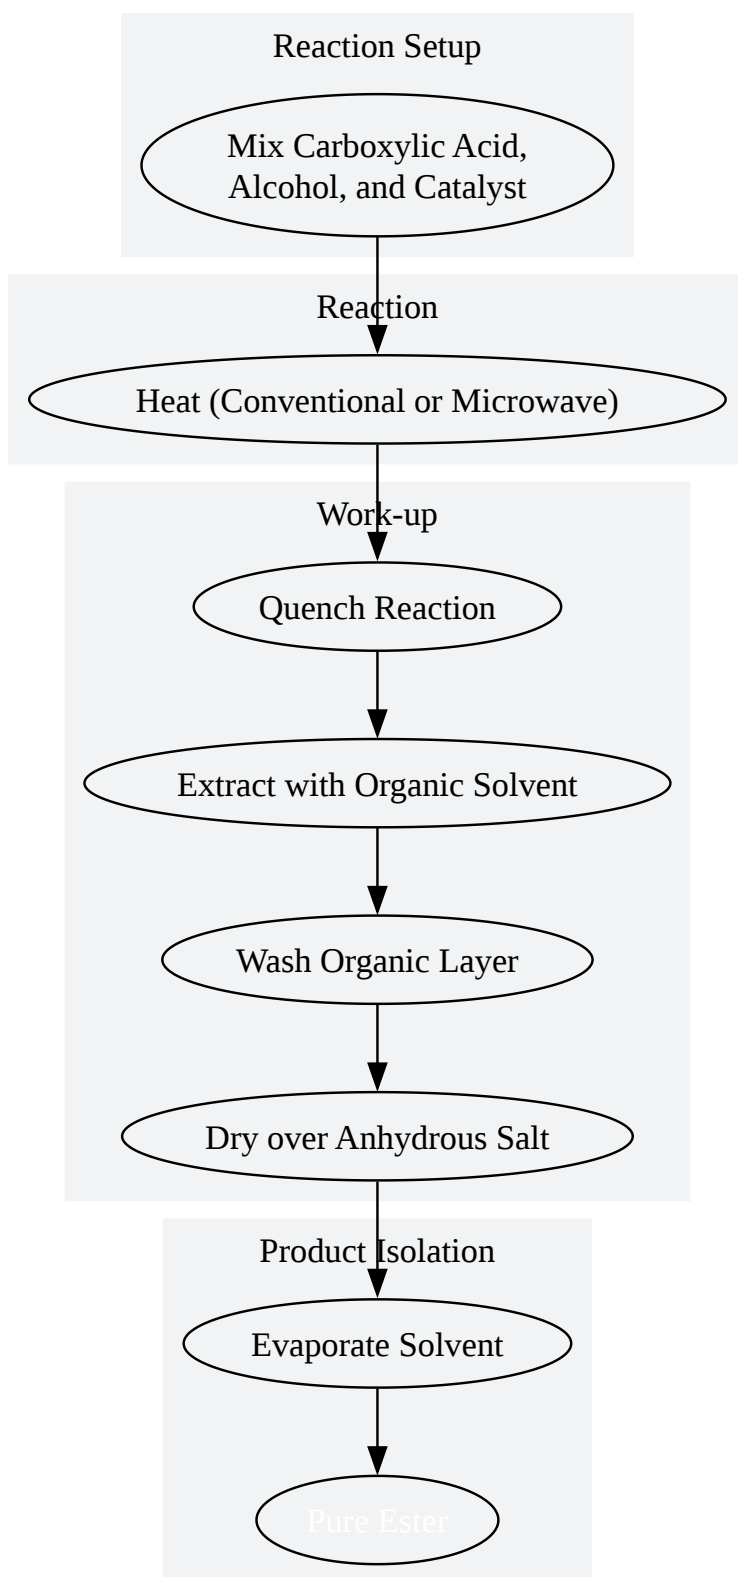 Reaction Setup
Mix Carboxylic Acid,
Alcohol, and Catalyst
Reaction
Heat (Conventional or Microwave)
Work-up
Quench Reaction
Extract with Organic Solvent
Wash Organic Layer
Dry over Anhydrous Salt
Product Isolation
Evaporate Solvent
Pure Ester